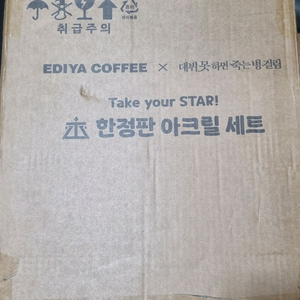 취급주의
EDIYA COFFEE × 데뷔 못 하면 죽는 병 걸림
Take your STAR!
한정판 아크릴 세트